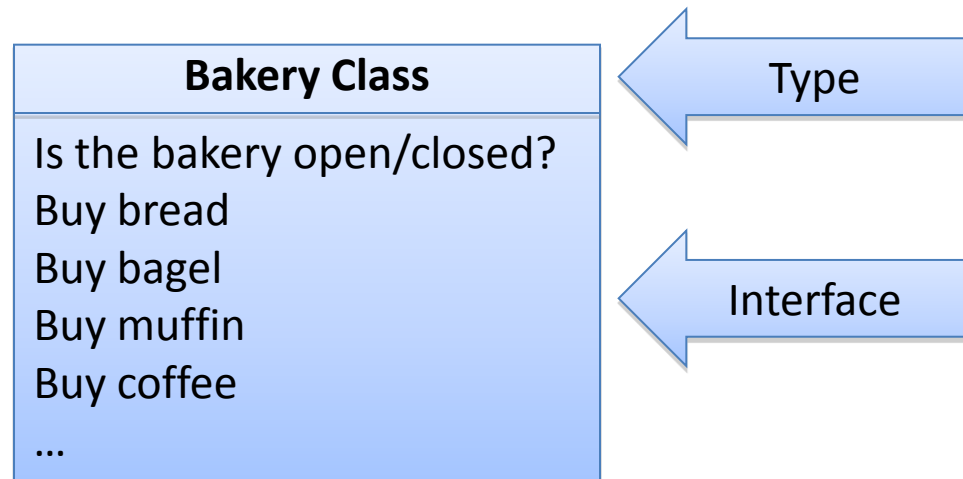 Bakery Class
Type
Is the bakery open/closed?
Buy bread
Buy bagel
Interface
Buy muffin
Buy coffee
…